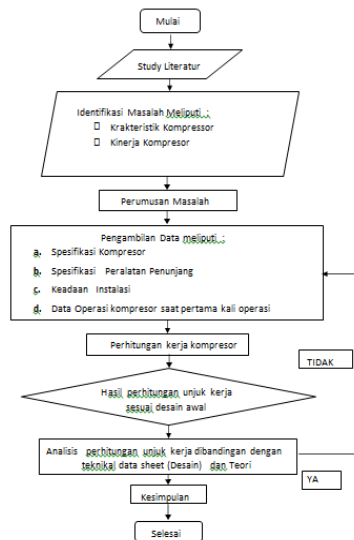 Mulai
Study Literatur
Identifikasi Masalah Meliputi :
Krakteristik Kompressor
Kinerja Kompresor
Perumusan Masalah
Pengambilan Data meliputi :
a. Spesifikasi Kompresor
b. Spesifikasi Peralatan Penunjang
c. Keadaan Instalasi
d. Data Operasi kompresor saat pertama kali operasi
Perhitungan kerja kompresor
TIDAK
Hasil perhitungan unjuk kerja
sesuai desain awal
Analisis perhitungan unjuk kerja dibandingan dengan
teknikal data sheet (Desain) dan Teori
YA
Kesimpulan
Selesai